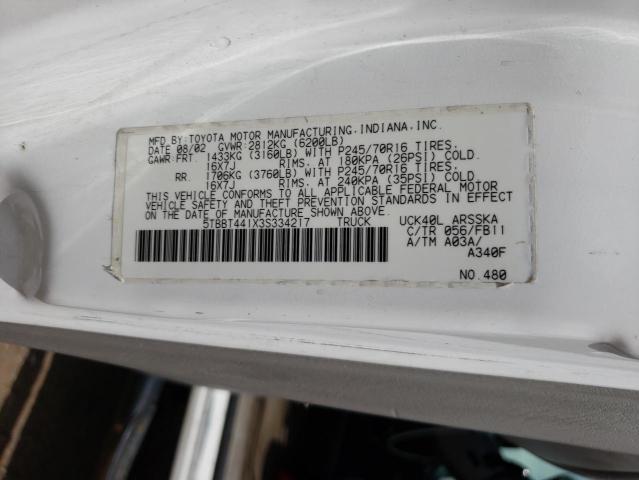 MFD.BY:TOYOTA MOTOR MANUFACTURING,INDIANA,INC.
DATE 08/02 GVWR:2812KG (6200LB)
GAWR:FRT. 1433KG (3160LB) WITH P245/70R16 TIRES.
16X7J RIMS. AT 180KPA (26PSI) COLD.
RR. 1706KG (3760LB) WITH P245/70R16 TIRES.
16X7J RIMS. AT 240KPA (35PSI) COLD.
THIS VEHICLE CONFORMS TO ALL APPLICABLE FEDERAL MOTOR
VEHICLE SAFETY AND THEFT PREVENTION STANDARDS IN
EFFECT ON THE DATE OF MANUFACTURE SHOWN ABOVE.
5TBBT441X3S334217 TRUCK UCK40L ARSSKA
C/TR 056/FB11
A/TM A03A/
A340F
NO.480